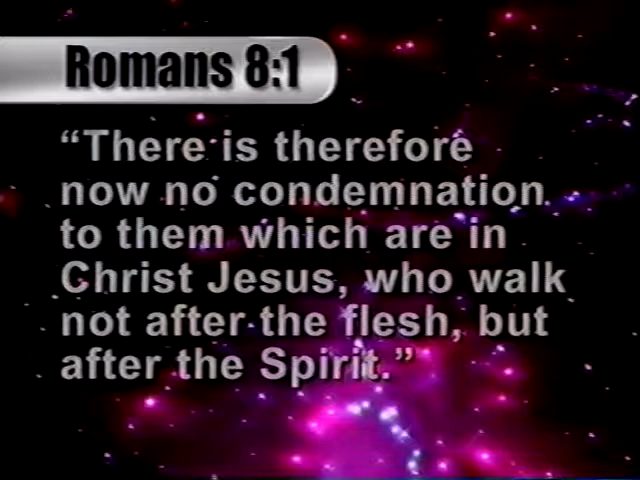 Romans 8:1
“There is therefore
now no condemnation
to them which are in
Christ Jesus, who walk
not after the flesh, but
after the Spirit.”